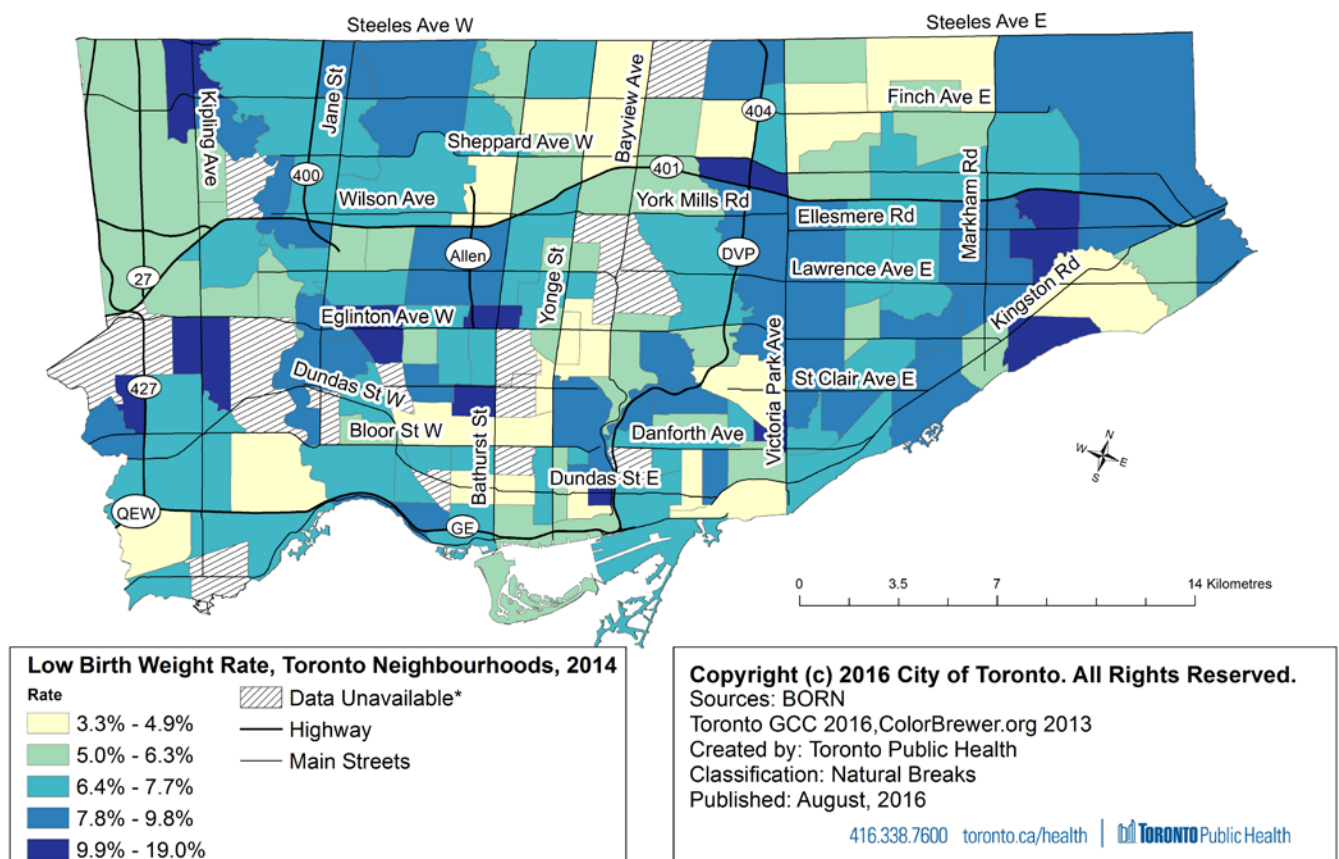 Steeles Ave W
Steeles Ave E
Kipling Ave
Jane St
Bayview Ave
404
Finch Ave E
Sheppard Ave W
400
401
Markham Rd
Wilson Ave
York Mills Rd
Ellesmere Rd
27
Allen
Yonge St
DVP
Lawrence Ave E
Kingston Rd
Eglinton Ave W
Victoria Park Ave
427
Dundas St W
St Clair Ave E
Bloor St W
Bathurst St
Danforth Ave
Dundas St E
QEW
GE
N
W
E
S
0 3.5 7 14 Kilometres
Low Birth Weight Rate, Toronto Neighbourhoods, 2014
Rate
3.3% - 4.9%
5.0% - 6.3%
6.4% - 7.7%
7.8% - 9.8%
9.9% - 19.0%
Data Unavailable*
Highway
Main Streets
Copyright (c) 2016 City of Toronto. All Rights Reserved.
Sources: BORN
Toronto GCC 2016,ColorBrewer.org 2013
Created by: Toronto Public Health
Classification: Natural Breaks
Published: August, 2016
416.338.7600 toronto.ca/health TORONTO Public Health